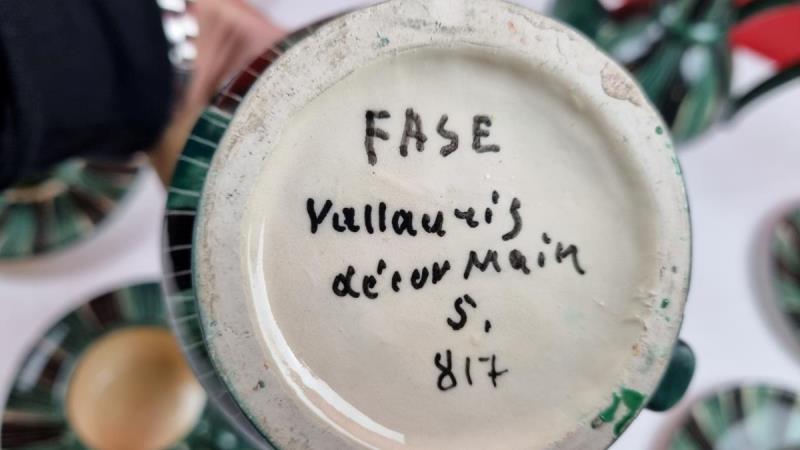 FASE
Vallauris
décor Main
S.
817